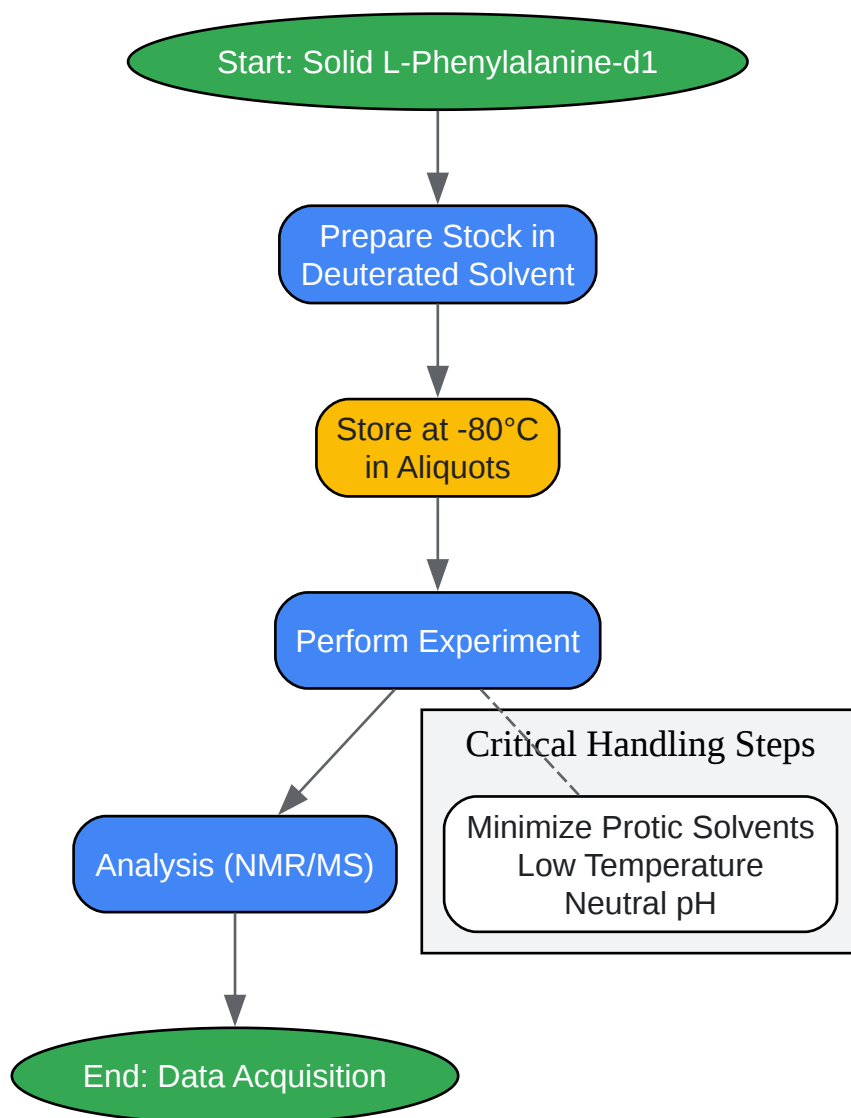 Start: Solid L-Phenylalanine-d1
Prepare Stock in
Deuterated Solvent
Store at -80°C
in Aliquots
Perform Experiment
Critical Handling Steps
Minimize Protic Solvents
Low Temperature
Neutral pH
Analysis (NMR/MS)
End: Data Acquisition